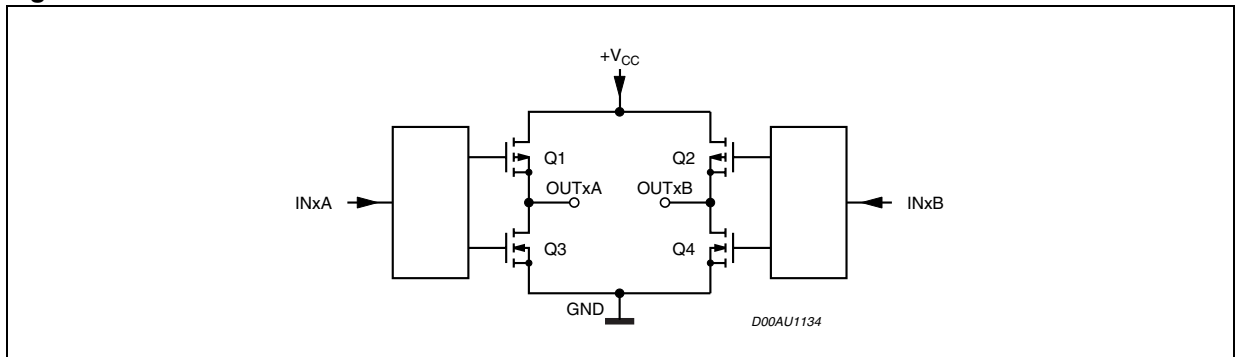 +VCC
Q1
Q2
OUTxA
OUTxB
INxA
INxB
Q3
Q4
GND
D00AU1134